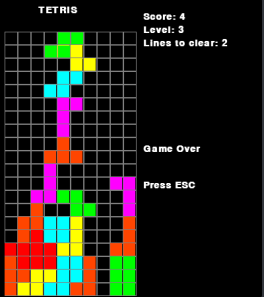 TETRIS
Score: 4
Level: 3
Lines to clear: 2
Game Over
Press ESC